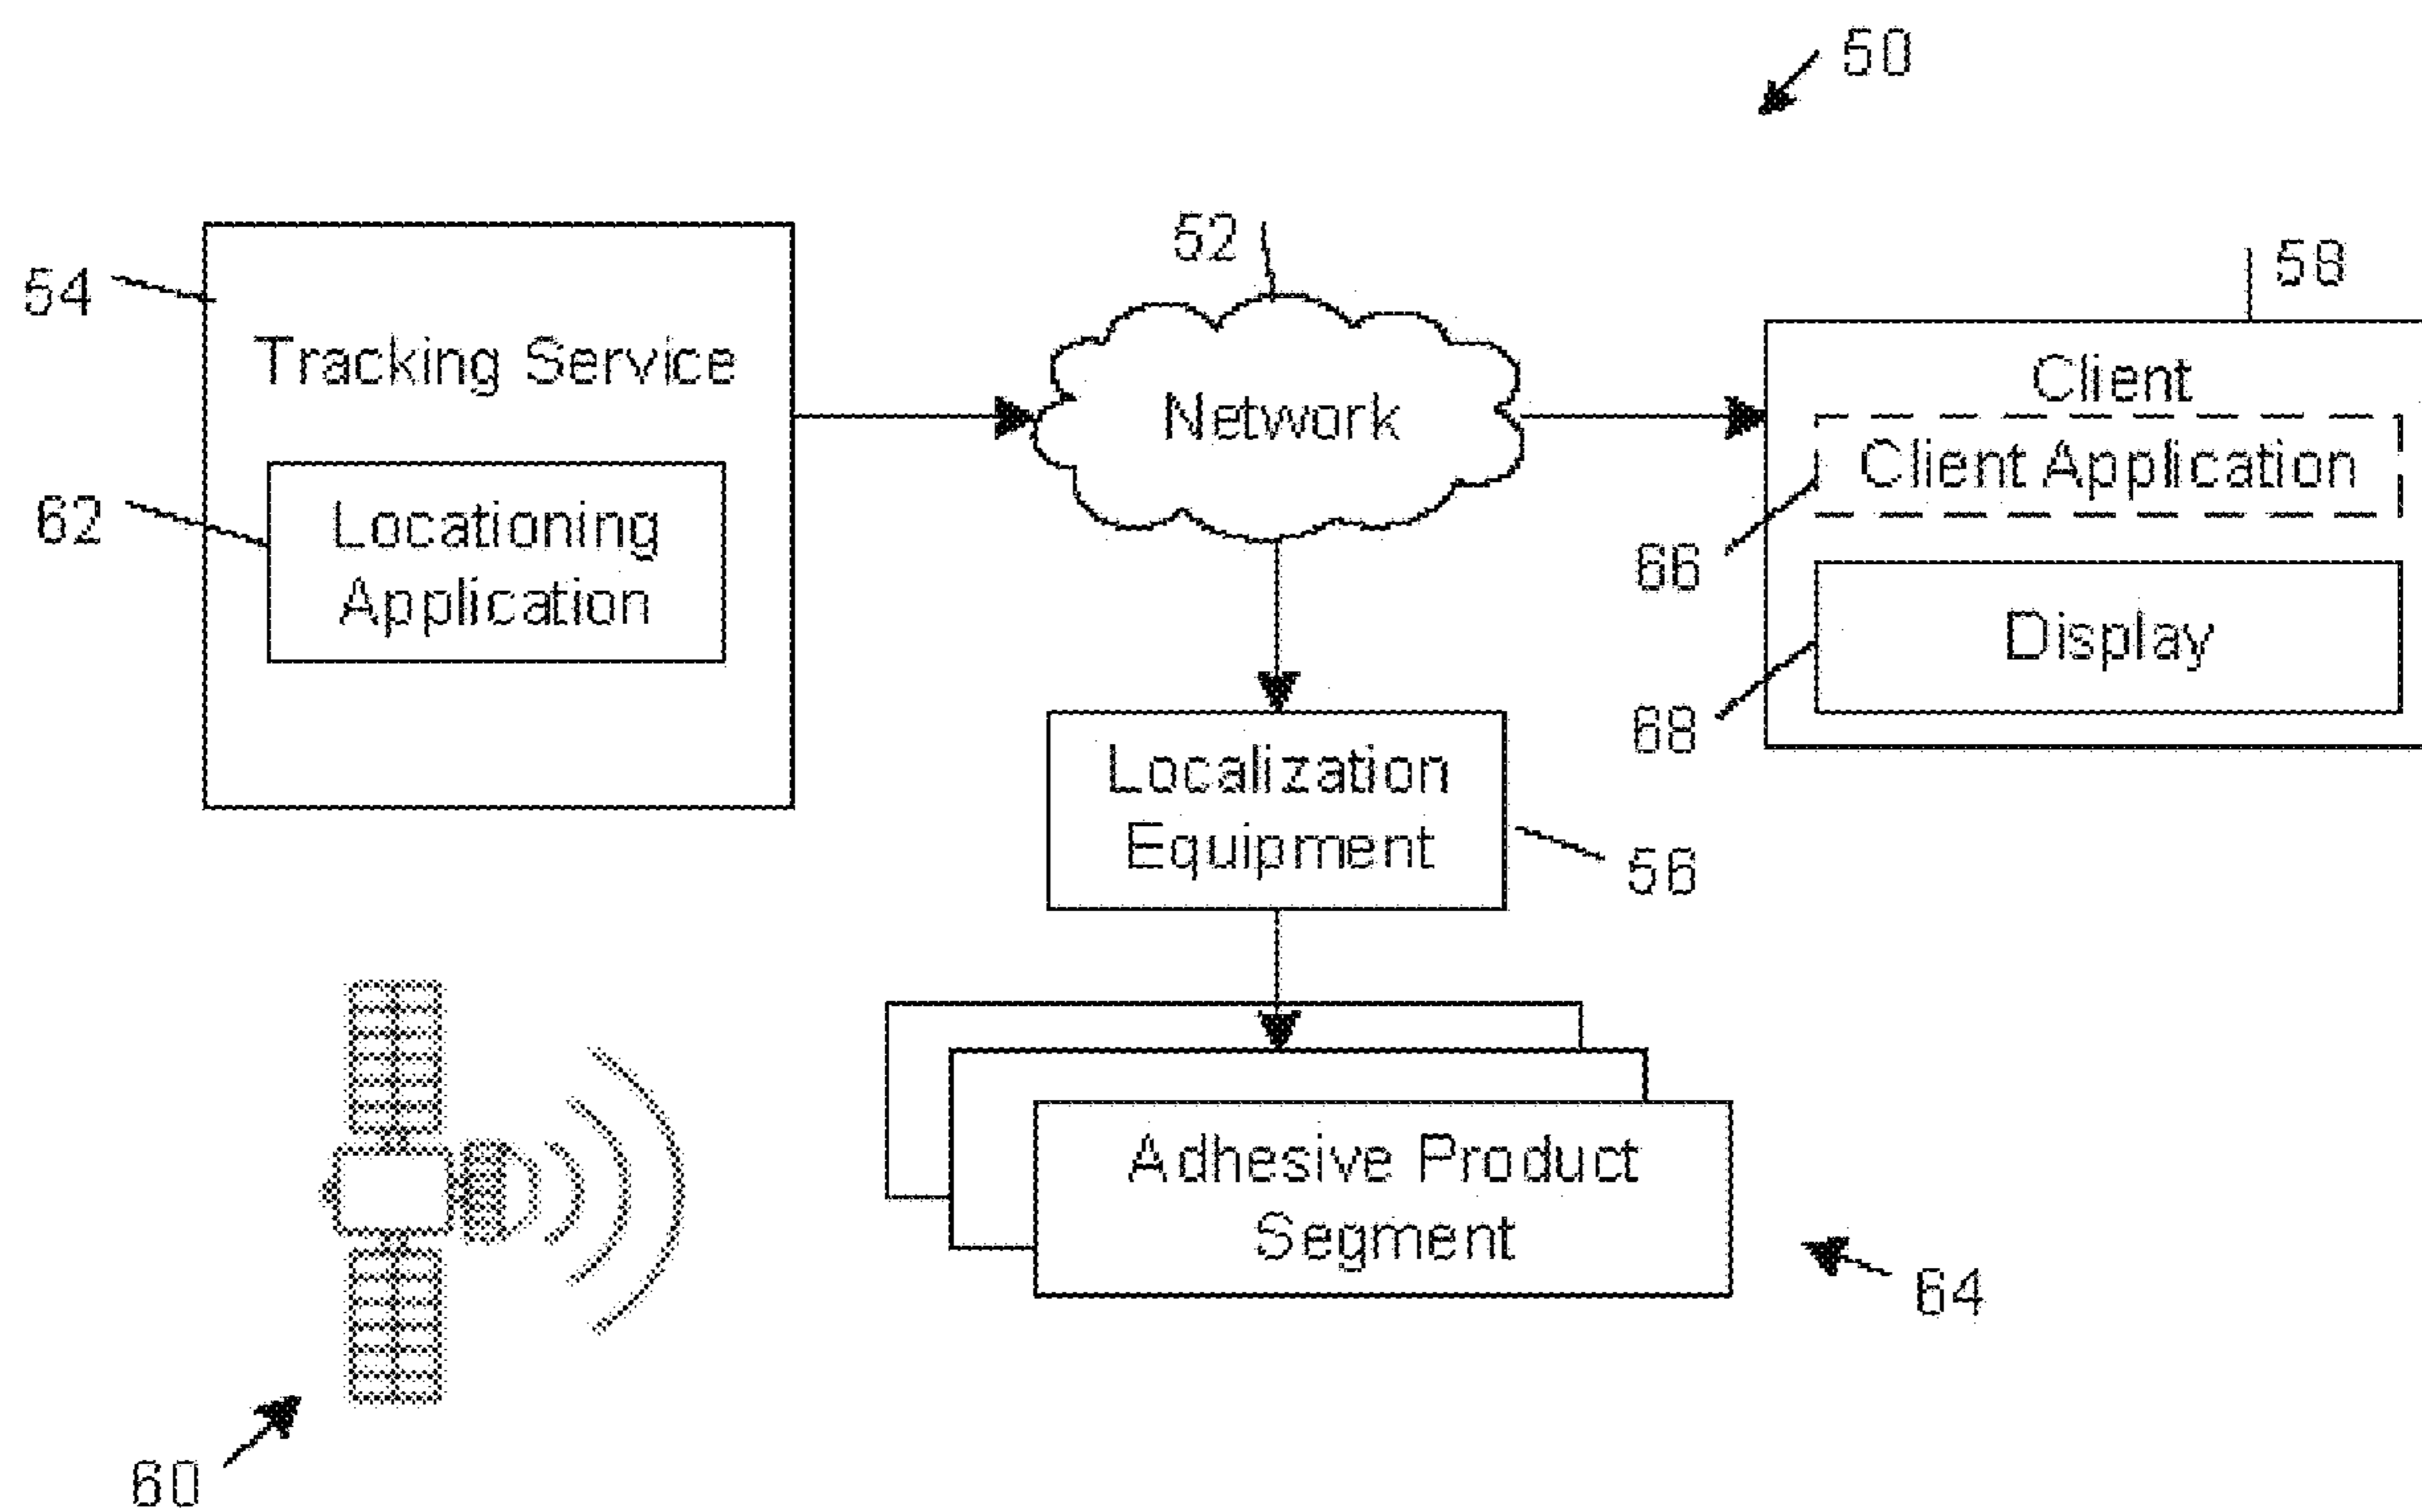 50
52
54
58
Tracking Service
Client
Network
Client Application
62
Locationing
Application
66
Display
68
Localization
Equipment
56
Adhesive Product
Segment
64
60